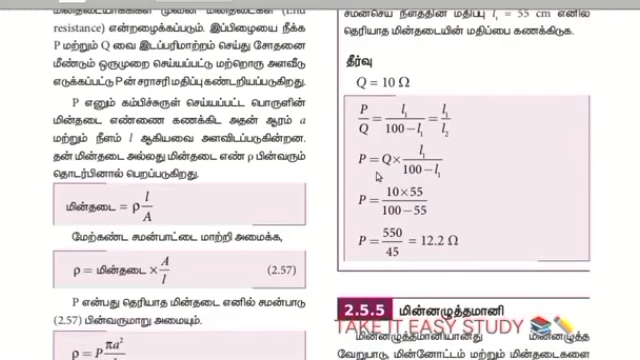 மின்தடையாக்கிகள் முனை மின்தடைகள் (End
resistance) என்றழைக்கப்படும். இப்பிழையை நீக்க
P மற்றும் Q வை இடப்பரிமாற்றம் செய்து சோதனை
மீண்டும் ஒருமுறை செய்யப்பட்டு மற்றொரு அளவீடு
எடுக்கப்பட்டு P ன் சராசரி மதிப்பு கண்டறியப்படுகிறது.
P எனும் கம்பிச்சுருள் செய்யப்பட்ட பொருளின்
மின்தடை எண்ணை கணக்கிட அதன் ஆரம் a
மற்றும் நீளம் l ஆகியவை அளவிடப்படுகின்றன.
தன் மின்தடை அல்லது மின்தடை எண் ρ பின்வரும்
தொடர்பினால் பெறப்படுகிறது.
மின்தடை = ρ l/A
மேற்கண்ட சமன்பாட்டை மாற்றி அமைக்க,
ρ = மின்தடை × A/l (2.57)
P என்பது தெரியாத மின்தடை எனில் சமன்பாடு
(2.57) பின்வருமாறு அமையும்.
ρ = P πa²
சமன்செய் நீளத்தின் மதிப்பு l₁ = 55 cm எனில்
தெரியாத மின்தடையின் மதிப்பை கணக்கிடுக.
தீர்வு
Q = 10 Ω
P/Q = l₁/(100 − l₁) = l₁/l₂
P = Q × l₁/(100 − l₁)
P = (10×55)/(100−55)
P = 550/45 = 12.2 Ω
2.5.5 மின்னழுத்தமானி
TAKE IT EASY STUDY
மின்னழுத்தமானியானது மின்னழுத்த
வேறுபாடு, மின்னோட்டம் மற்றும் மின்தடைகளை